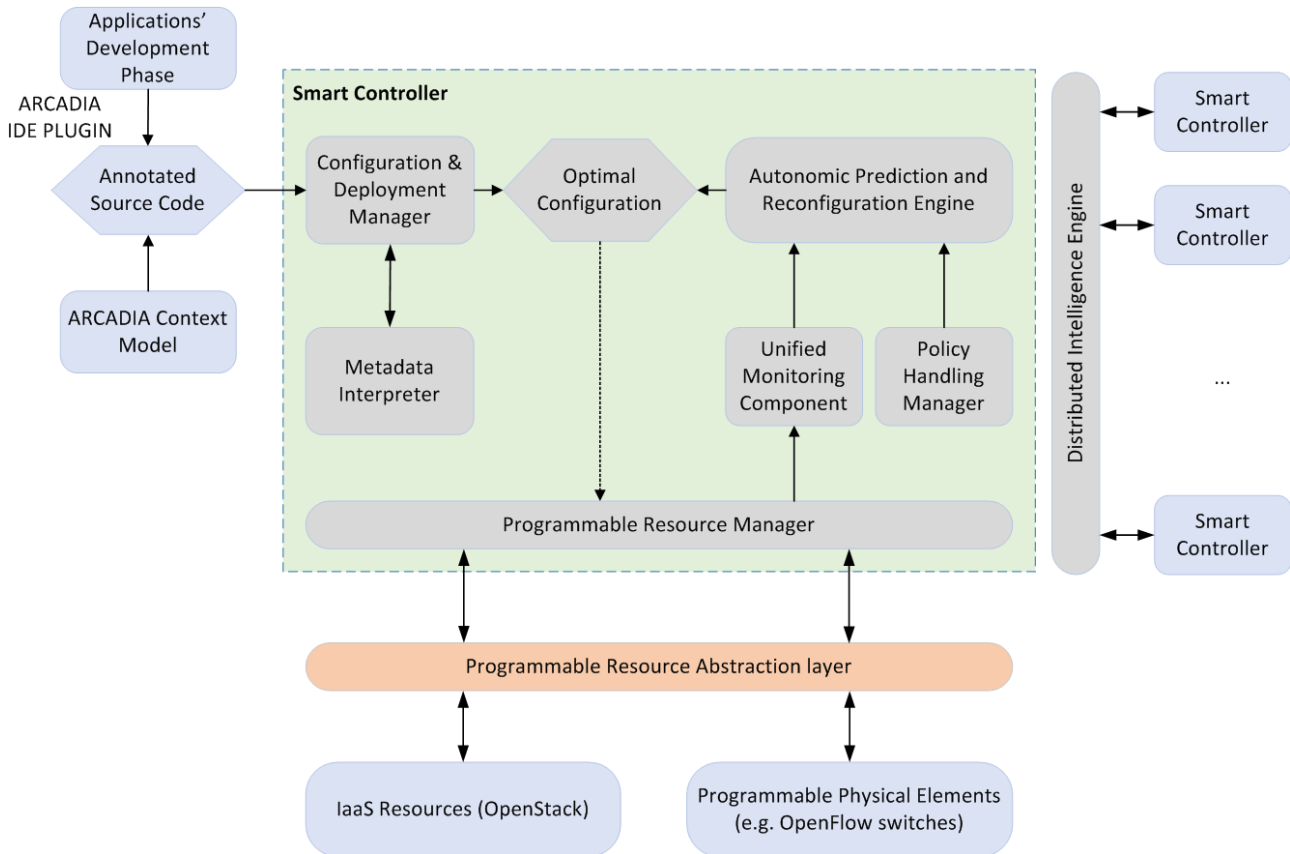 Applications'
Development
Phase
ARCADIA
IDE PLUGIN
Annotated
Source Code
ARCADIA Context
Model
Smart Controller
Configuration &
Deployment
Manager
Optimal
Configuration
Autonomic Prediction and
Reconfiguration Engine
Metadata
Interpreter
Unified
Monitoring
Component
Policy
Handling
Manager
Programmable Resource Manager
Programmable Resource Abstraction layer
IaaS Resources (OpenStack)
Programmable Physical Elements
(e.g. OpenFlow switches)
Distributed Intelligence Engine
Smart
Controller
Smart
Controller
...
Smart
Controller